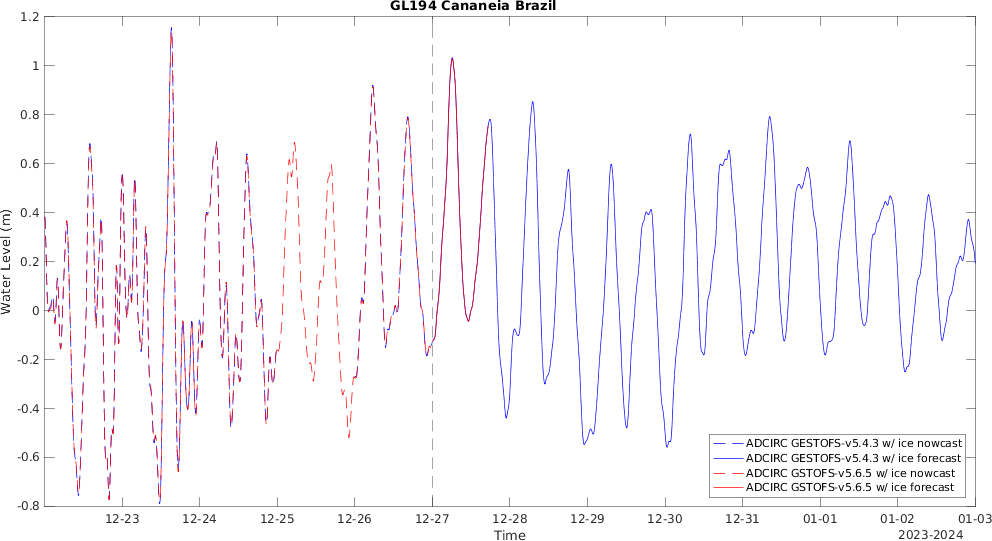 GL194 Cananeia Brazil
1.2
1
0.8
0.6
0.4
0.2
0
-0.2
-0.4
-0.6
-0.8
Water Level (m)
ADCIRC GESTOFS-v5.4.3 w/ ice nowcast
ADCIRC GESTOFS-v5.4.3 w/ ice forecast
ADCIRC GSTOFS-v5.6.5 w/ ice nowcast
ADCIRC GSTOFS-v5.6.5 w/ ice forecast
12-23 12-24 12-25 12-26 12-27 12-28 12-29 12-30 12-31 01-01 01-02 01-03
Time
2023-2024